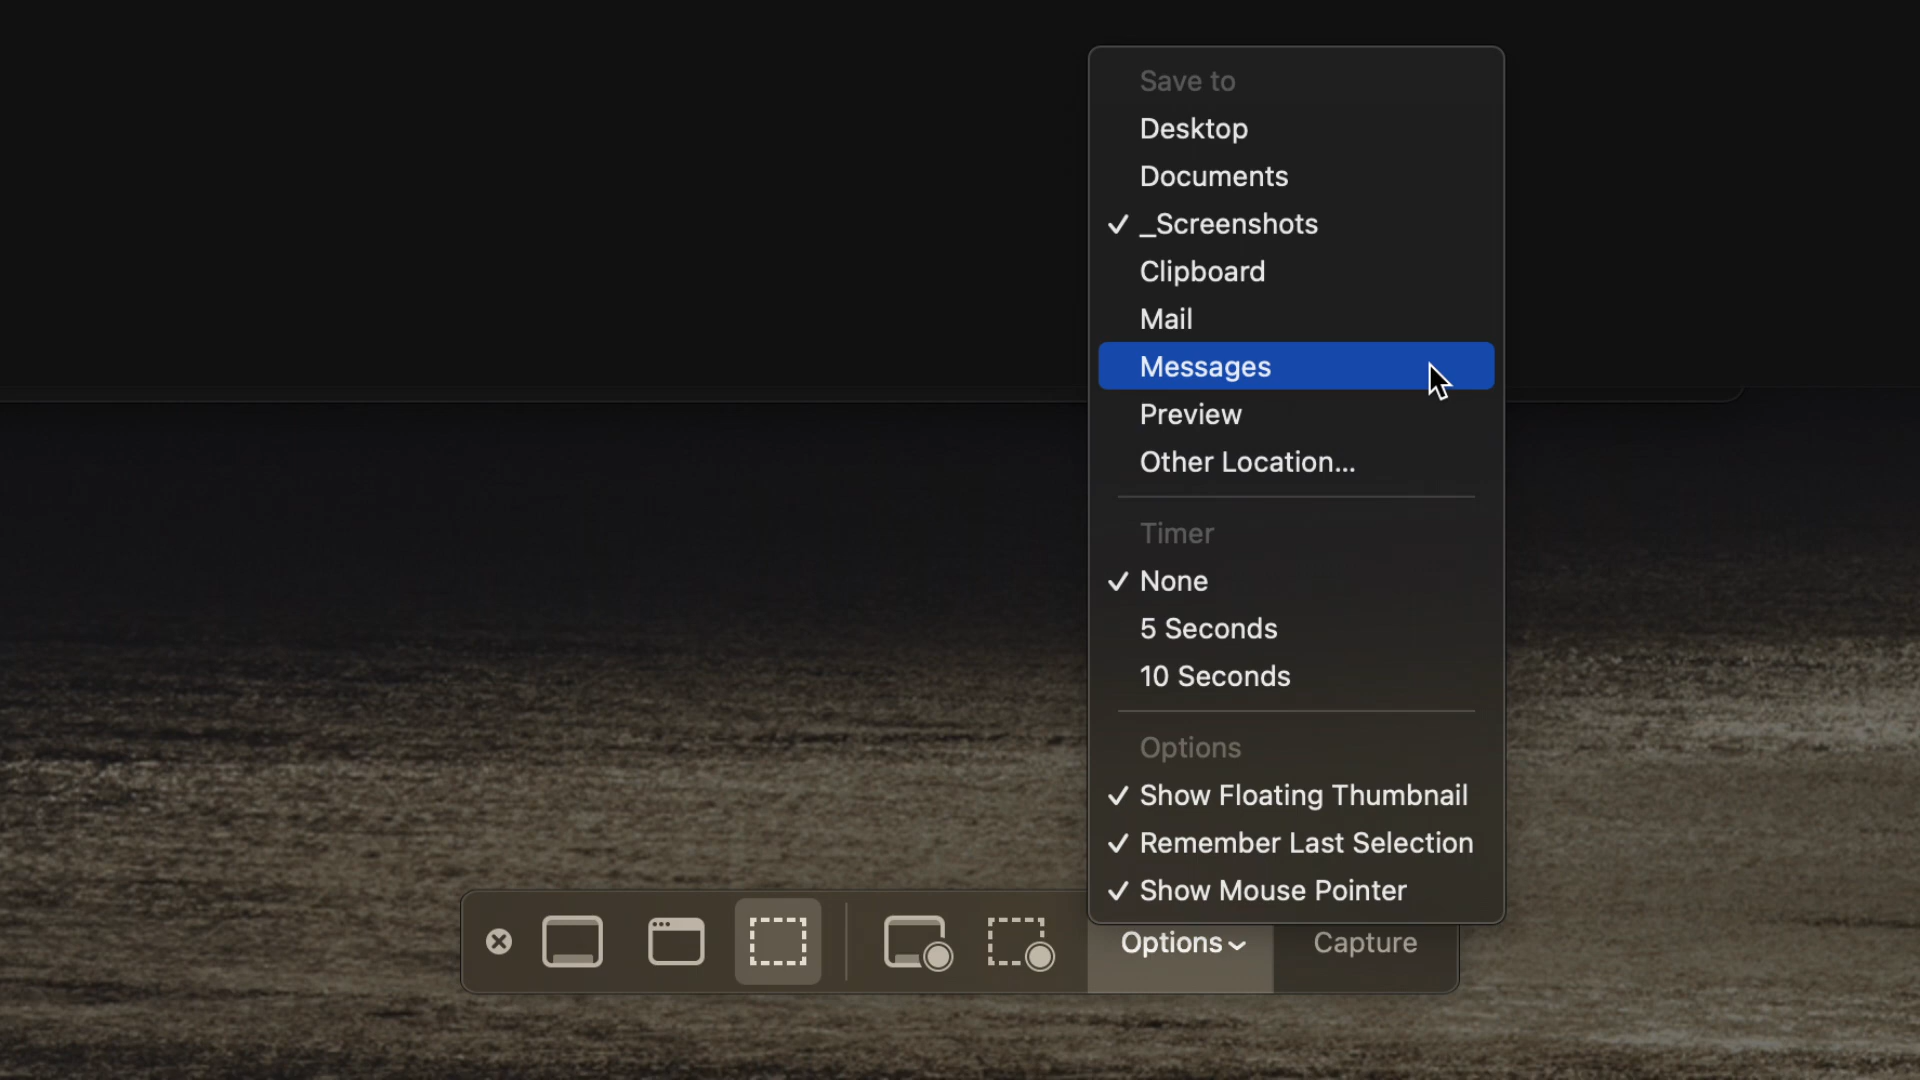 Save to
Desktop
Documents
✓ _Screenshots
Clipboard
Mail
Messages
Preview
Other Location...
Timer
✓ None
5 Seconds
10 Seconds
Options
✓ Show Floating Thumbnail
✓ Remember Last Selection
✓ Show Mouse Pointer
Options
Capture